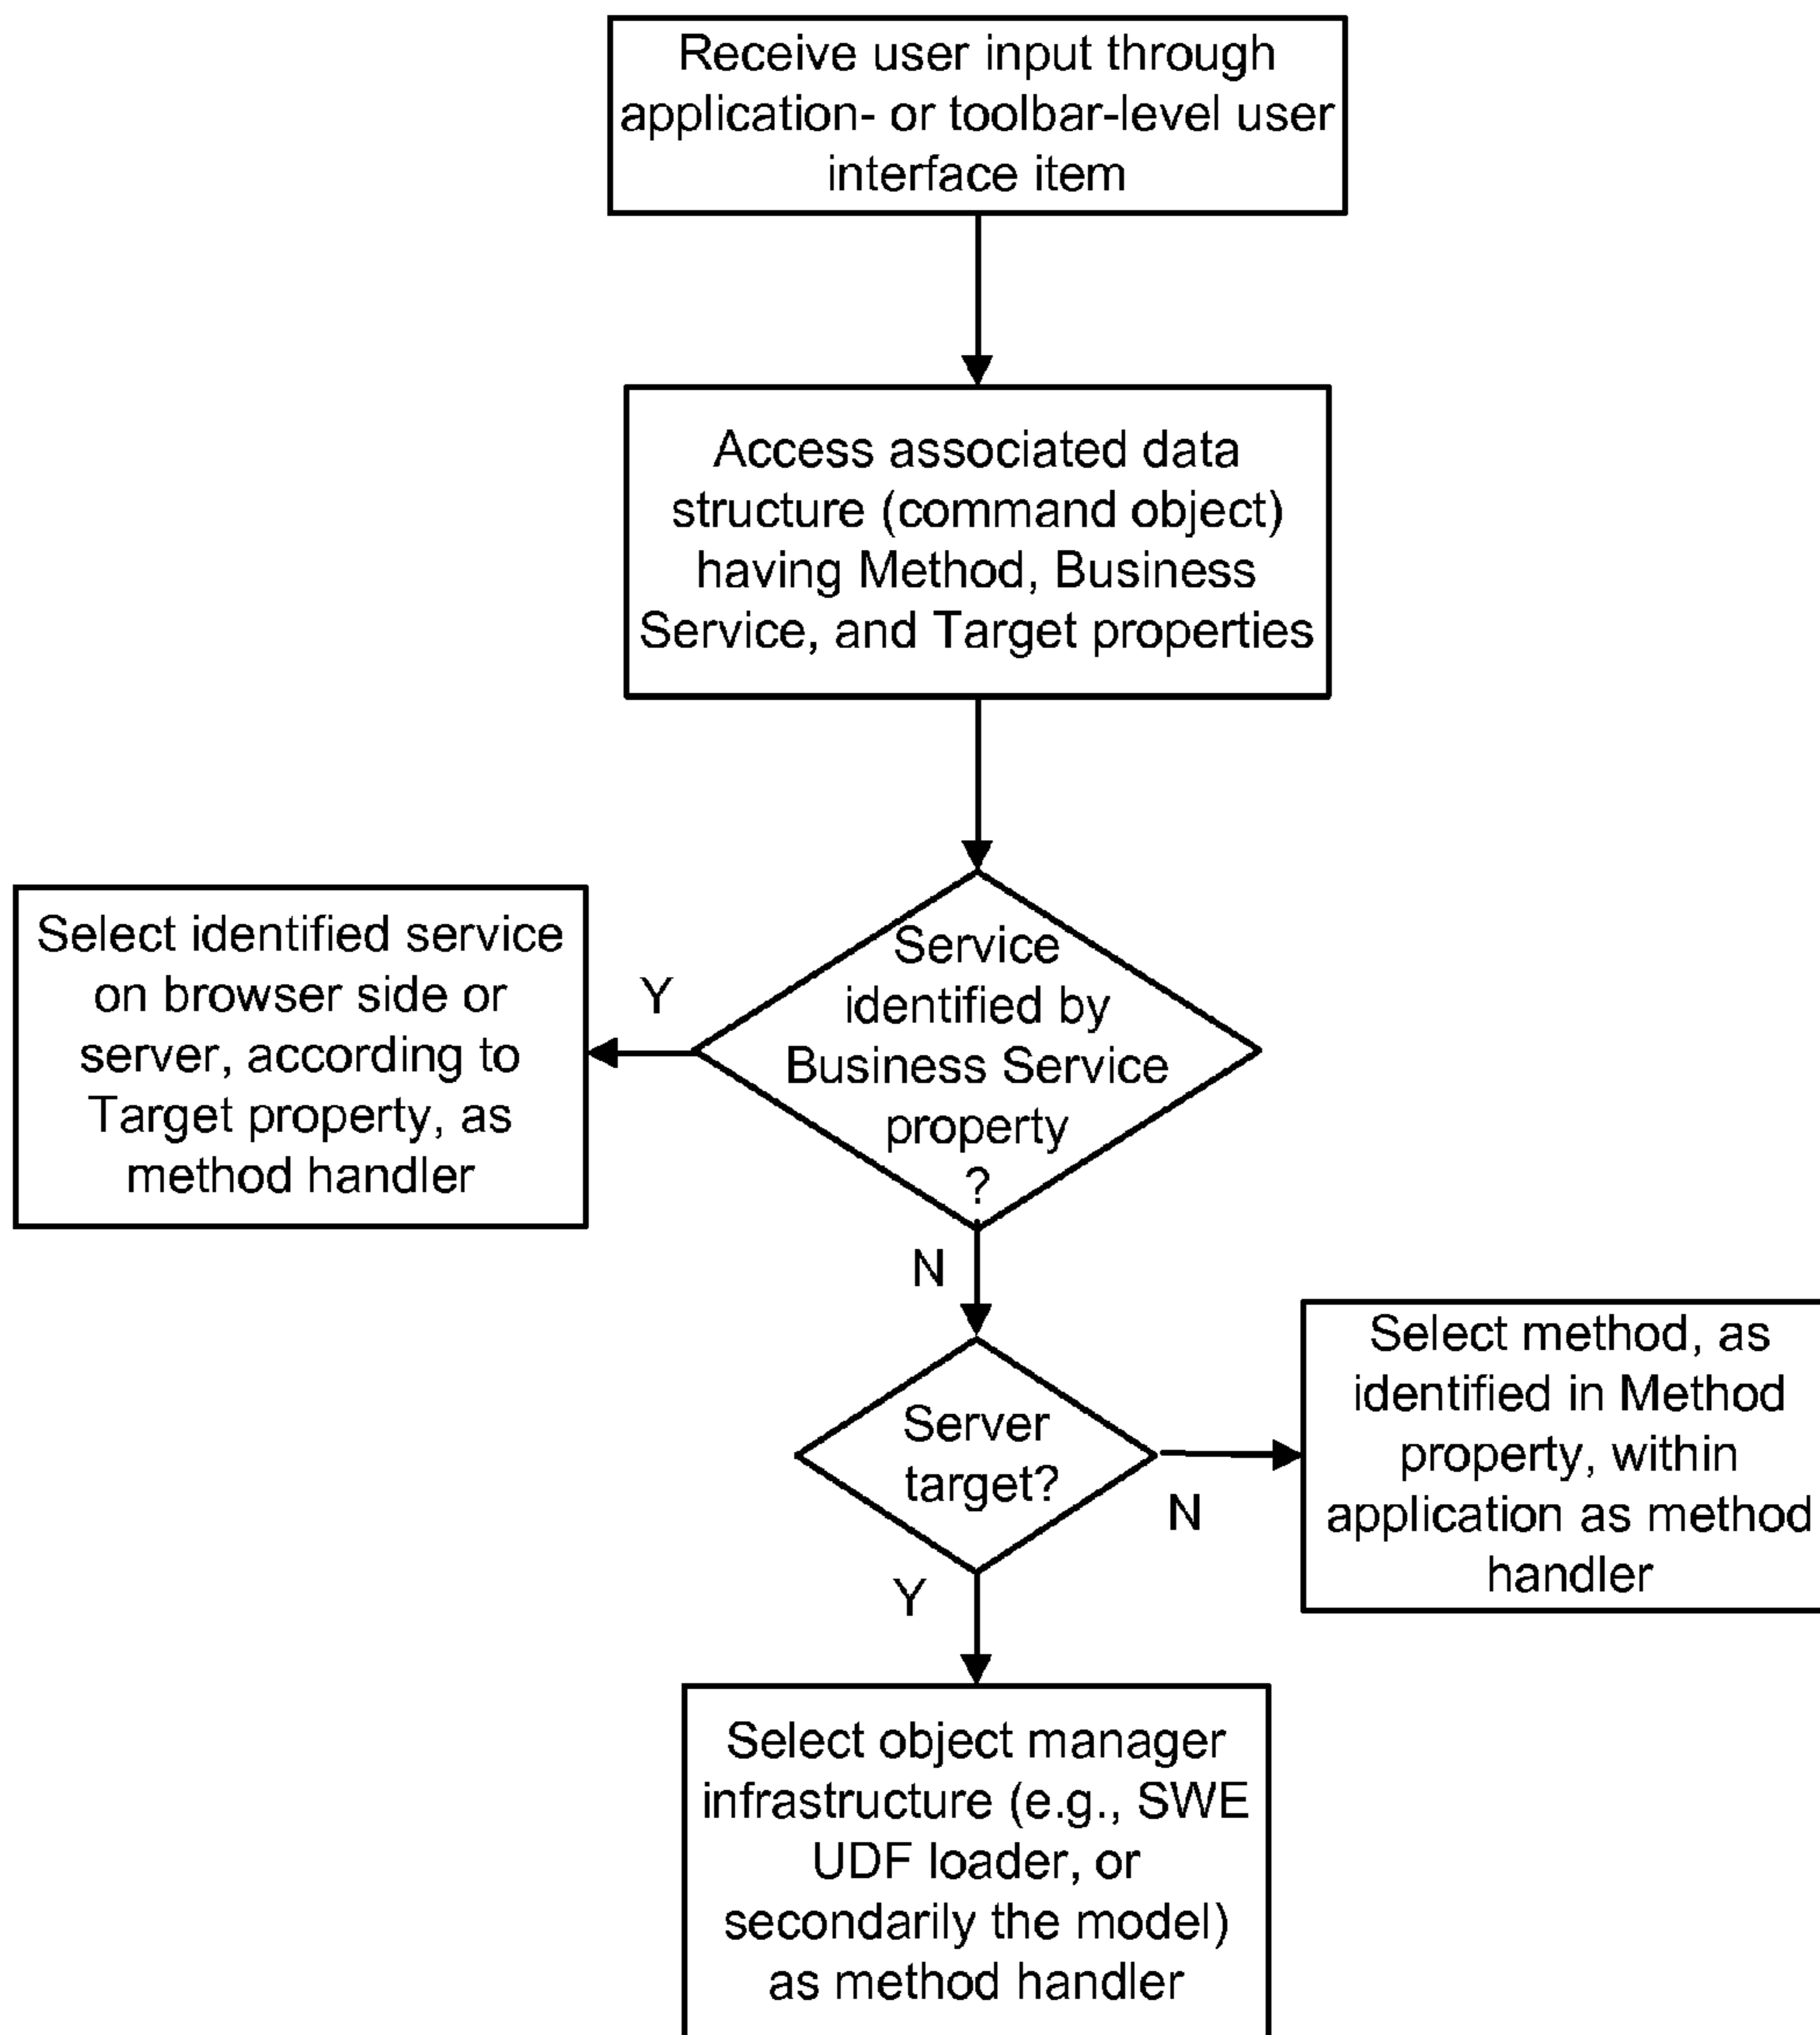 Receive user input through
application- or toolbar-level user
interface item
Access associated data
structure (command object)
having Method, Business
Service, and Target properties
Service
identified by
Business Service
property
?
Y
Select identified service
on browser side or
server, according to
Target property, as
method handler
N
Server
target?
N
Select method, as
identified in Method
property, within
application as method
handler
Y
Select object manager
infrastructure (e.g., SWE
UDF loader, or
secondarily the model)
as method handler